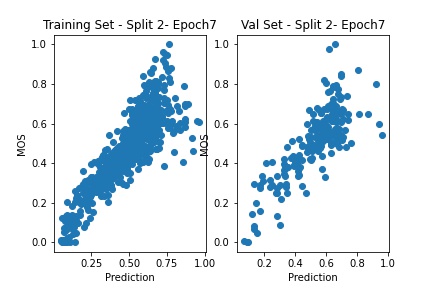 Training Set - Split 2- Epoch7
1.0
0.8
0.6
0.4
0.2
0.0
MOS
0.25 0.50 0.75 1.00
Prediction
Val Set - Split 2- Epoch7
1.0
0.8
0.6
0.4
0.2
0.0
MOS
0.2 0.4 0.6 0.8 1.0
Prediction